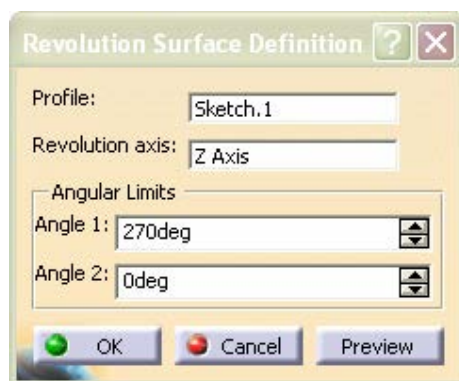 Revolution Surface Definition ? X
Profile: Sketch.1
Revolution axis: Z Axis
Angular Limits
Angle 1: 270deg
Angle 2: 0deg
OK Cancel Preview